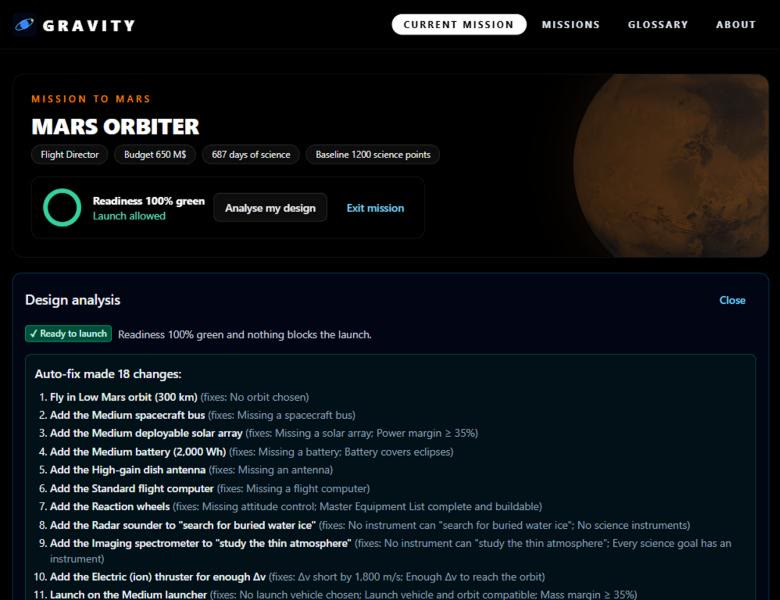 GRAVITY
CURRENT MISSION MISSIONS GLOSSARY ABOUT
MISSION TO MARS
MARS ORBITER
Flight Director Budget 650 M$ 687 days of science Baseline 1200 science points
Readiness 100% green
Launch allowed
Analyse my design Exit mission
Design analysis Close
✓ Ready to launch Readiness 100% green and nothing blocks the launch.
Auto-fix made 18 changes:
1. Fly in Low Mars orbit (300 km) (fixes: No orbit chosen)
2. Add the Medium spacecraft bus (fixes: Missing a spacecraft bus)
3. Add the Medium deployable solar array (fixes: Missing a solar array; Power margin ≥ 35%)
4. Add the Medium battery (2,000 Wh) (fixes: Missing a battery; Battery covers eclipses)
5. Add the High-gain dish antenna (fixes: Missing an antenna)
6. Add the Standard flight computer (fixes: Missing a flight computer)
7. Add the Reaction wheels (fixes: Missing attitude control; Master Equipment List complete and buildable)
8. Add the Radar sounder to "search for buried water ice" (fixes: No instrument can "search for buried water ice"; No science instruments)
9. Add the Imaging spectrometer to "study the thin atmosphere" (fixes: No instrument can "study the thin atmosphere"; Every science goal has an
instrument)
10. Add the Electric (ion) thruster for enough Δv (fixes: Δv short by 1,800 m/s; Enough Δv to reach the orbit)
11. Launch on the Medium launcher (fixes: No launch vehicle chosen; Launch vehicle and orbit compatible; Mass margin ≥ 35%)